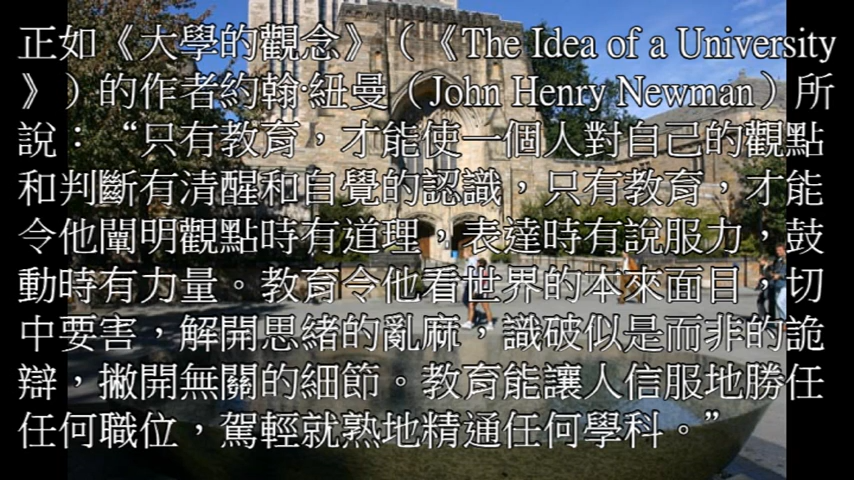 正如《大學的觀念》（《The Idea of a University
》）的作者約翰·紐曼（John Henry Newman）所
說：“只有教育，才能使一個人對自己的觀點
和判斷有清醒和自覺的認識，只有教育，才能
令他闡明觀點時有道理，表達時有說服力，鼓
動時有力量。教育令他看世界的本來面目，切
中要害，解開思緒的亂麻，識破似是而非的詭
辯，撇開無關的細節。教育能讓人信服地勝任
任何職位，駕輕就熟地精通任何學科。”